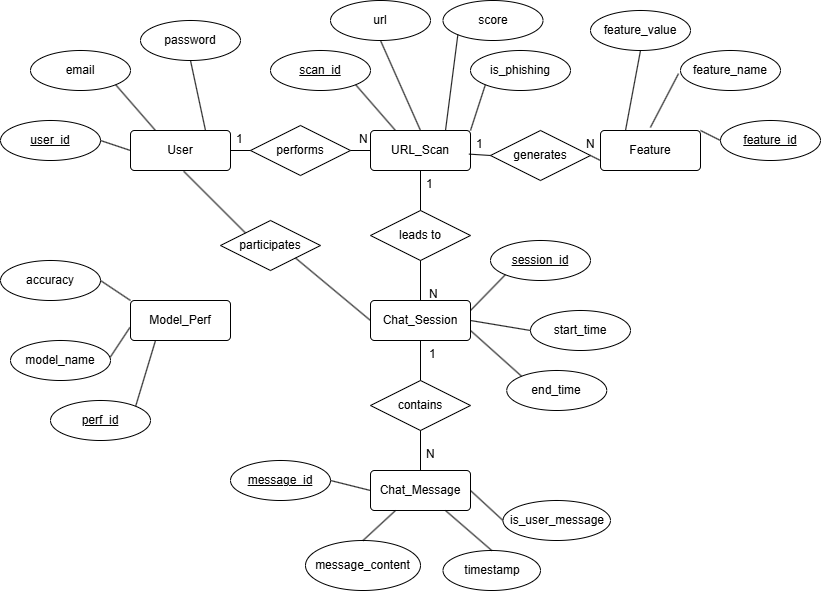 url
score
password
feature_value
email
scan_id
is_phishing
feature_name
user_id
User
1
performs
N
URL_Scan
1
generates
N
Feature
feature_id
1
participates
leads to
session_id
accuracy
N
Model_Perf
Chat_Session
start_time
model_name
1
end_time
perf_id
contains
N
message_id
Chat_Message
is_user_message
message_content
timestamp